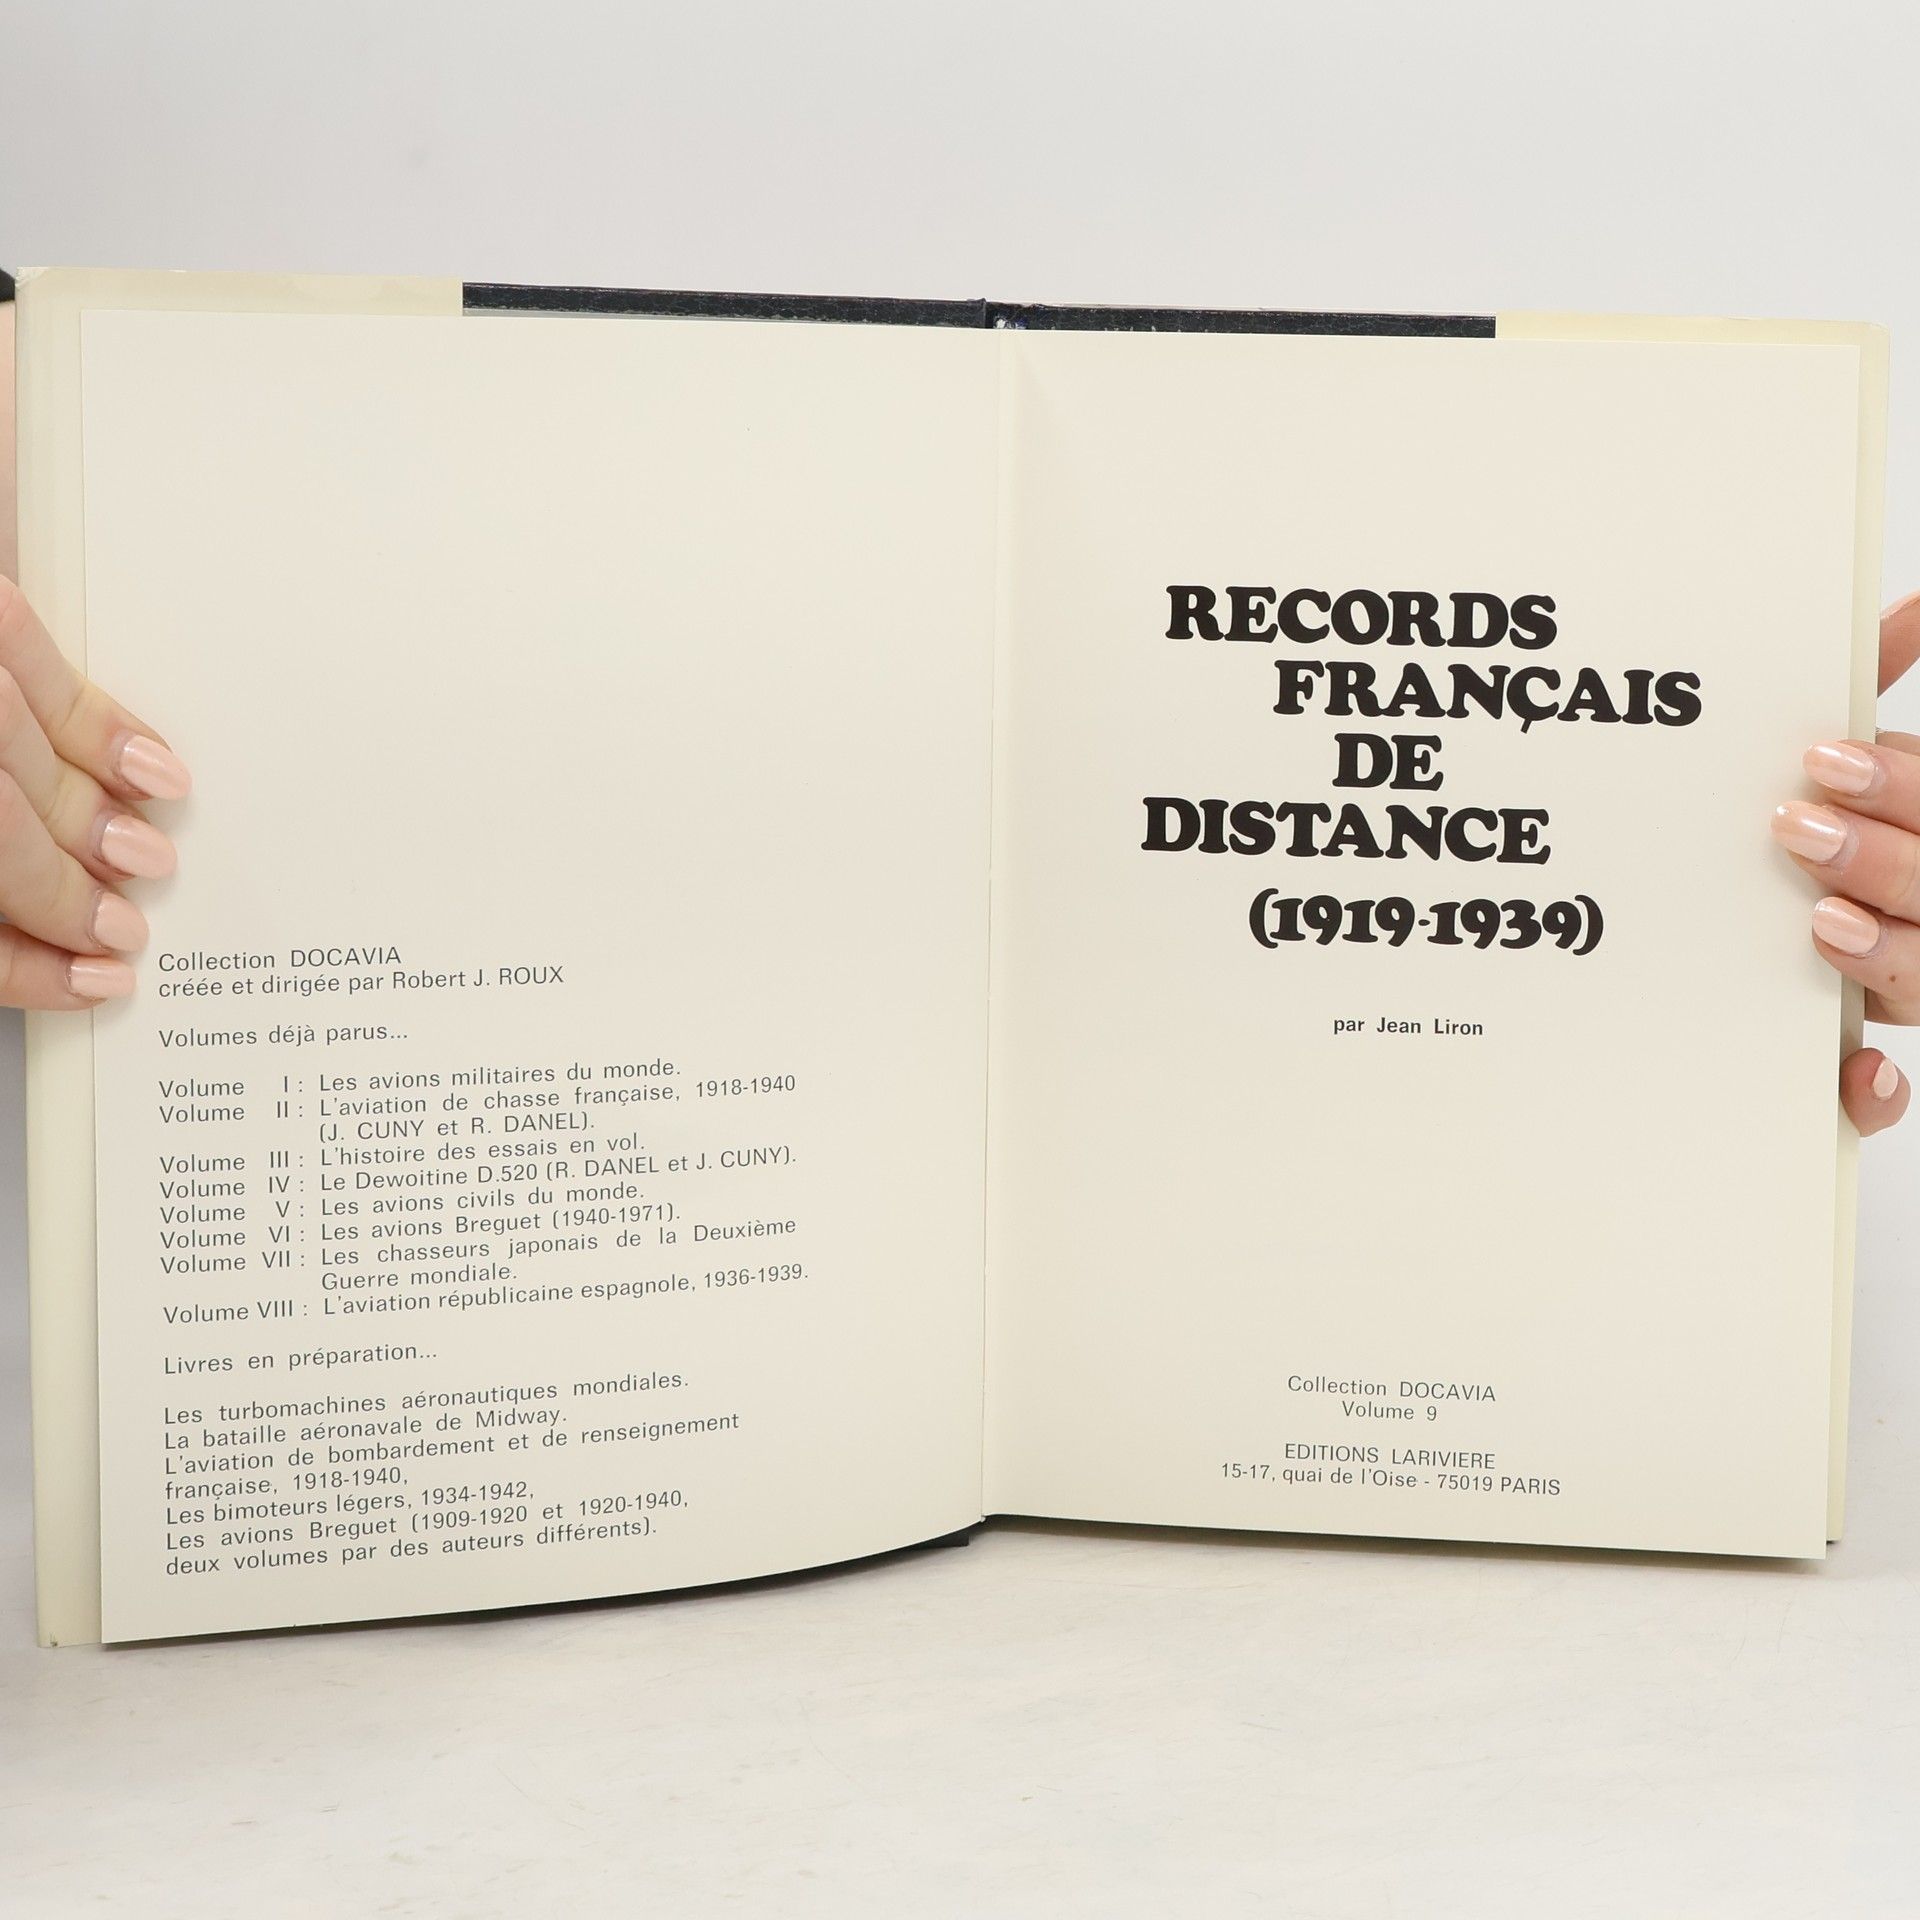 Collection DOCAVIA
créée et dirigée par Robert J. ROUX
Volumes déjà parus...
Volume I : Les avions militaires du monde.
Volume II : L'aviation de chasse française, 1918-1940
(J. CUNY et R. DANEL).
Volume III : L'histoire des essais en vol.
Volume IV : Le Dewoitine D.520 (R. DANEL et J. CUNY).
Volume V : Les avions civils du monde.
Volume VI : Les avions Breguet (1940-1971).
Volume VII : Les chasseurs japonais de la Deuxième
Guerre mondiale.
Volume VIII : L'aviation républicaine espagnole, 1936-1939.
Livres en préparation...
Les turbomachines aéronautiques mondiales.
La bataille aéronavale de Midway.
L'aviation de bombardement et de renseignement
française, 1918-1940,
Les bimoteurs légers, 1934-1942,
Les avions Breguet (1909-1920 et 1920-1940,
deux volumes par des auteurs différents).
RECORDS
FRANÇAIS
DE
DISTANCE
(1919-1939)
par Jean Liron
Collection DOCAVIA
Volume 9
EDITIONS LARIVIERE
15-17, quai de l'Oise - 75019 PARIS